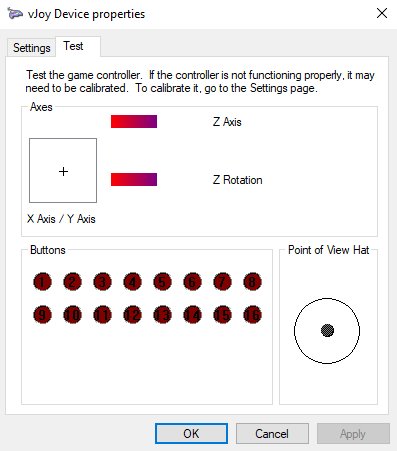 vJoy Device properties
Settings
Test
Test the game controller. If the controller is not functioning properly, it may
need to be calibrated. To calibrate it, go to the Settings page.
Axes
Z Axis
Z Rotation
X Axis / Y Axis
Buttons
Point of View Hat
1 2 3 4 5 6 7 8
9 10 11 12 13 14 15 16
OK
Cancel
Apply